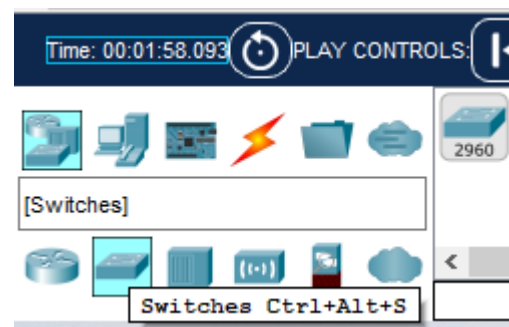 Time: 00:01:58.093 PLAY CONTROLS:
2960
[Switches]
Switches Ctrl+Alt+S